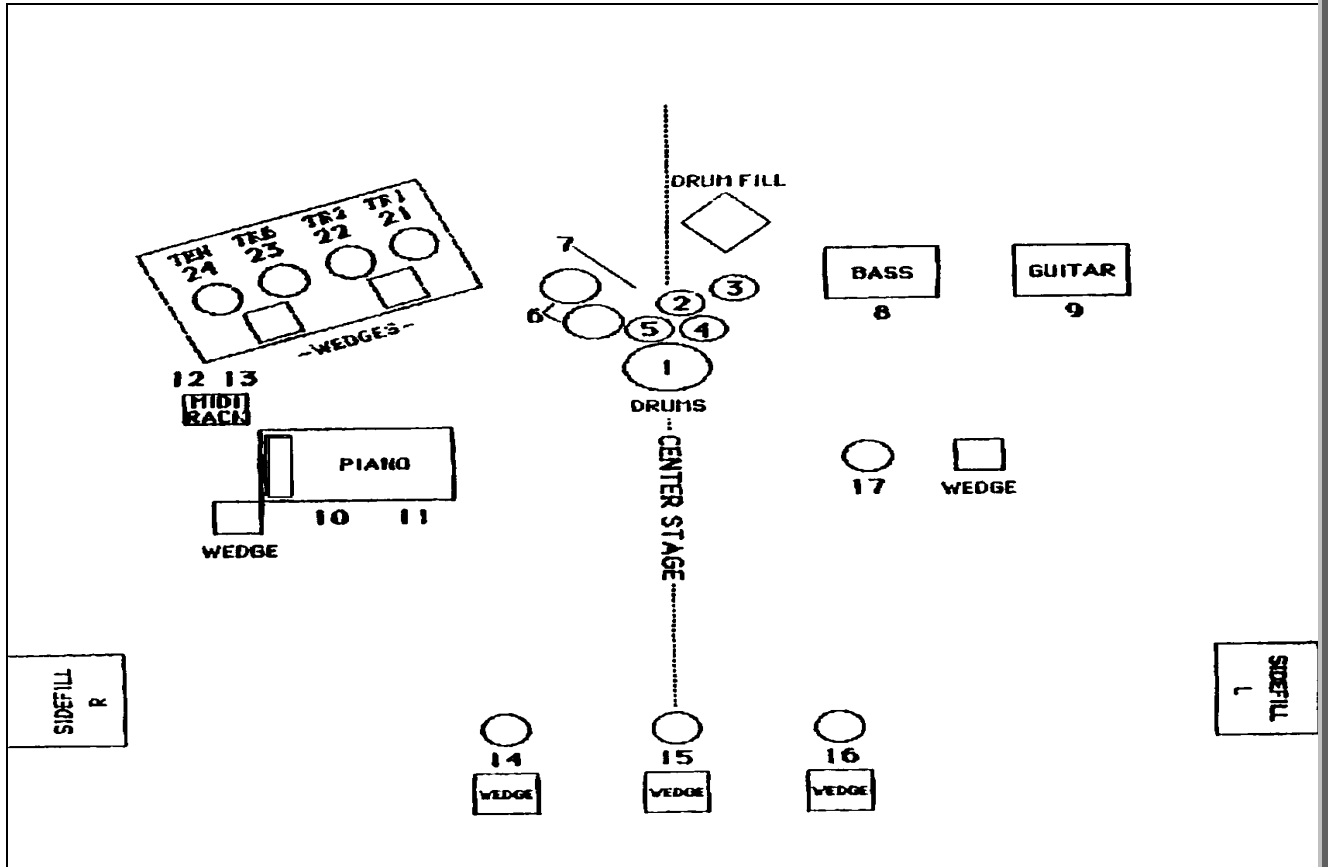 DRUM FILL
TR1
21
TR2
22
TRB
23
TEN
24
~WEDGES~
7
6
2
3
5
4
1
DRUMS
BASS
8
GUITAR
9
12 13
MIDI
RACK
PIANO
10 11
WEDGE
CENTER STAGE
17
WEDGE
SIDEFILL
R
SIDEFILL
L
14
WEDGE
15
WEDGE
16
WEDGE